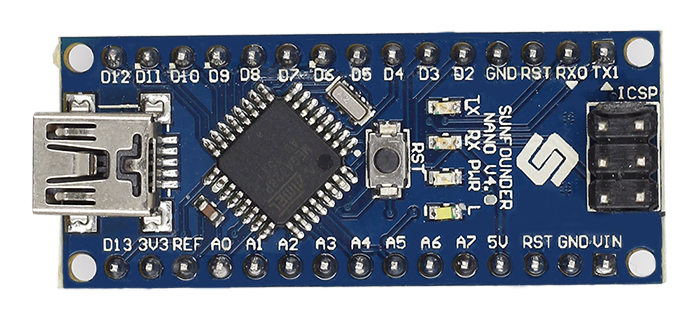 D12 D11 D10 D9 D8 D7 D6 D5 D4 D3 D2 GND RST RX0 TX1
ICSP
TX
RX
PWR
L
RST
SUNFOUNDER
NANO V4.0
D13 3V3 REF A0 A1 A2 A3 A4 A5 A6 A7 5V RST GND VIN